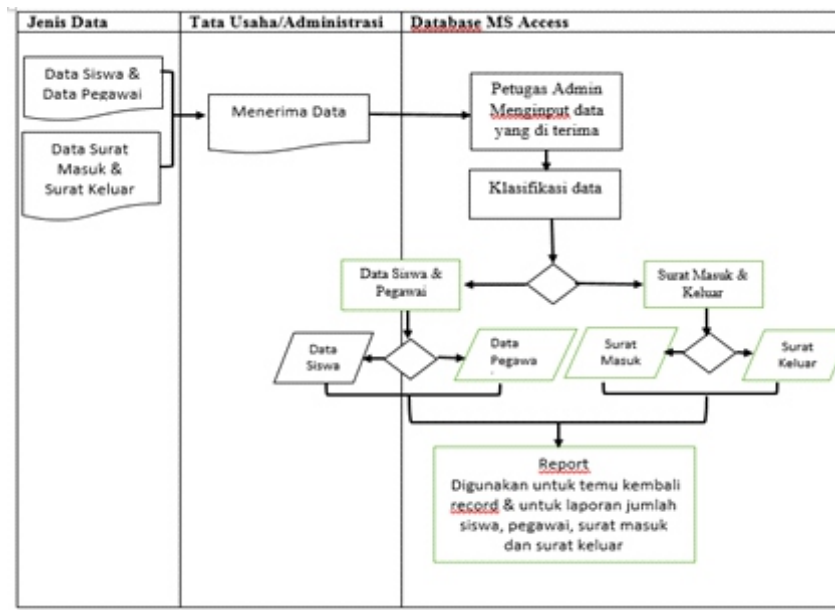 Jenis Data
Tata Usaha/Administrasi
Database MS Access
Data Siswa &
Data Pegawai
Data Surat
Masuk &
Surat Keluar
Menerima Data
Petugas Admin
Menginput data
yang di terima
Klasifikasi data
Data Siswa &
Pegawai
Surat Masuk &
Keluar
Data
Siswa
Data
Pegawa
Surat
Masuk
Surat
Keluar
Report
Digunakan untuk temu kembali
record & untuk laporan jumlah
siswa, pegawai, surat masuk
dan surat keluar